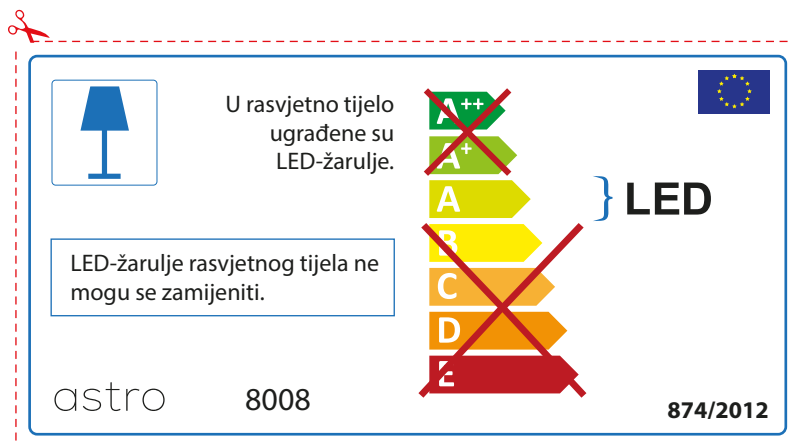 U rasvjetno tijelo
ugrađene su
LED-žarulje.
A++
A+
A
B
C
D
E
LED
LED-žarulje rasvjetnog tijela ne
mogu se zamijeniti.
astro
8008
874/2012